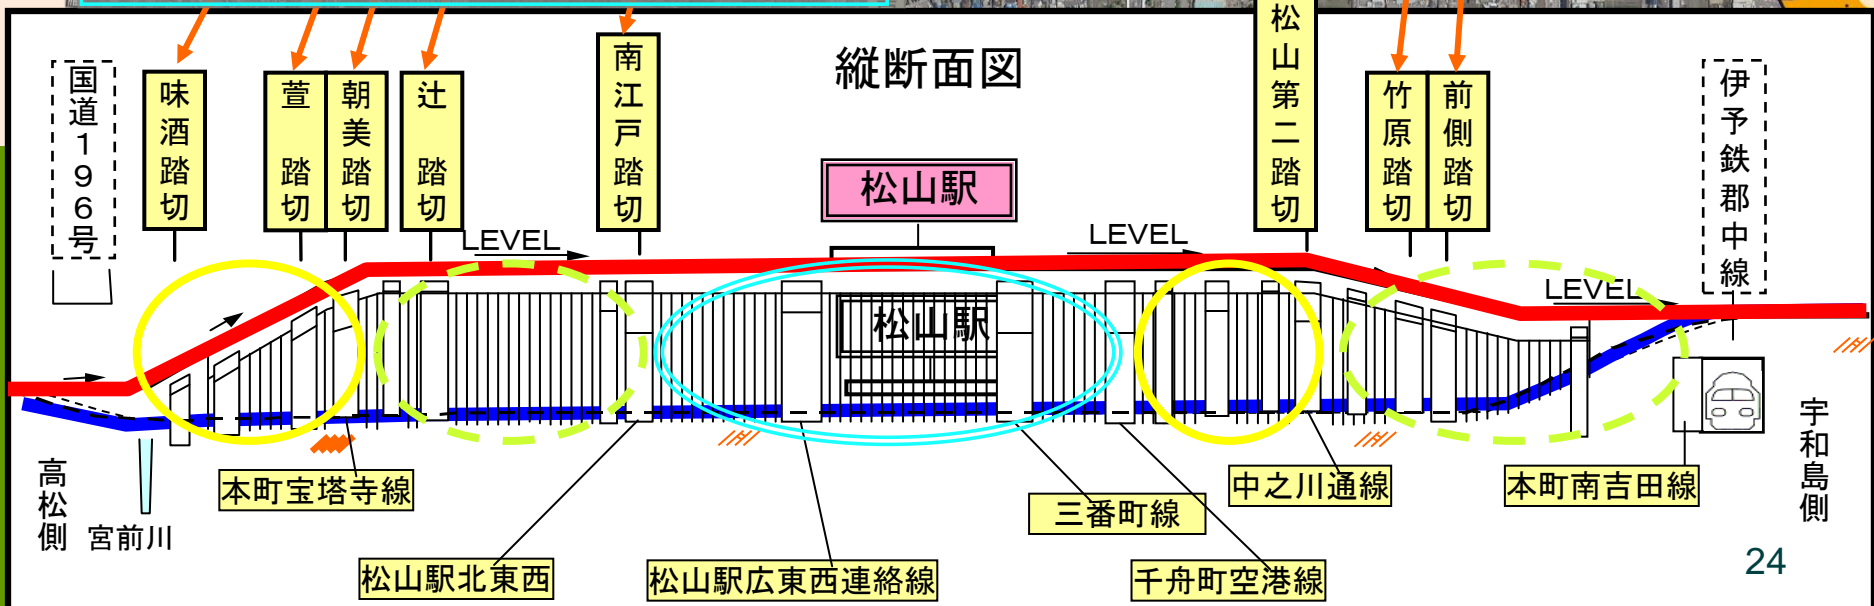 縦断面図
国道196号
味酒踏切
萱踏切
朝美踏切
辻踏切
南江戸踏切
松山第二踏切
竹原踏切
前側踏切
伊予鉄郡中線
松山駅
LEVEL
LEVEL
LEVEL
松山駅
高松側
宮前川
本町宝塔寺線
松山駅北東西
松山駅広東西連絡線
三番町線
千舟町空港線
中之川通線
本町南吉田線
宇和島側
24